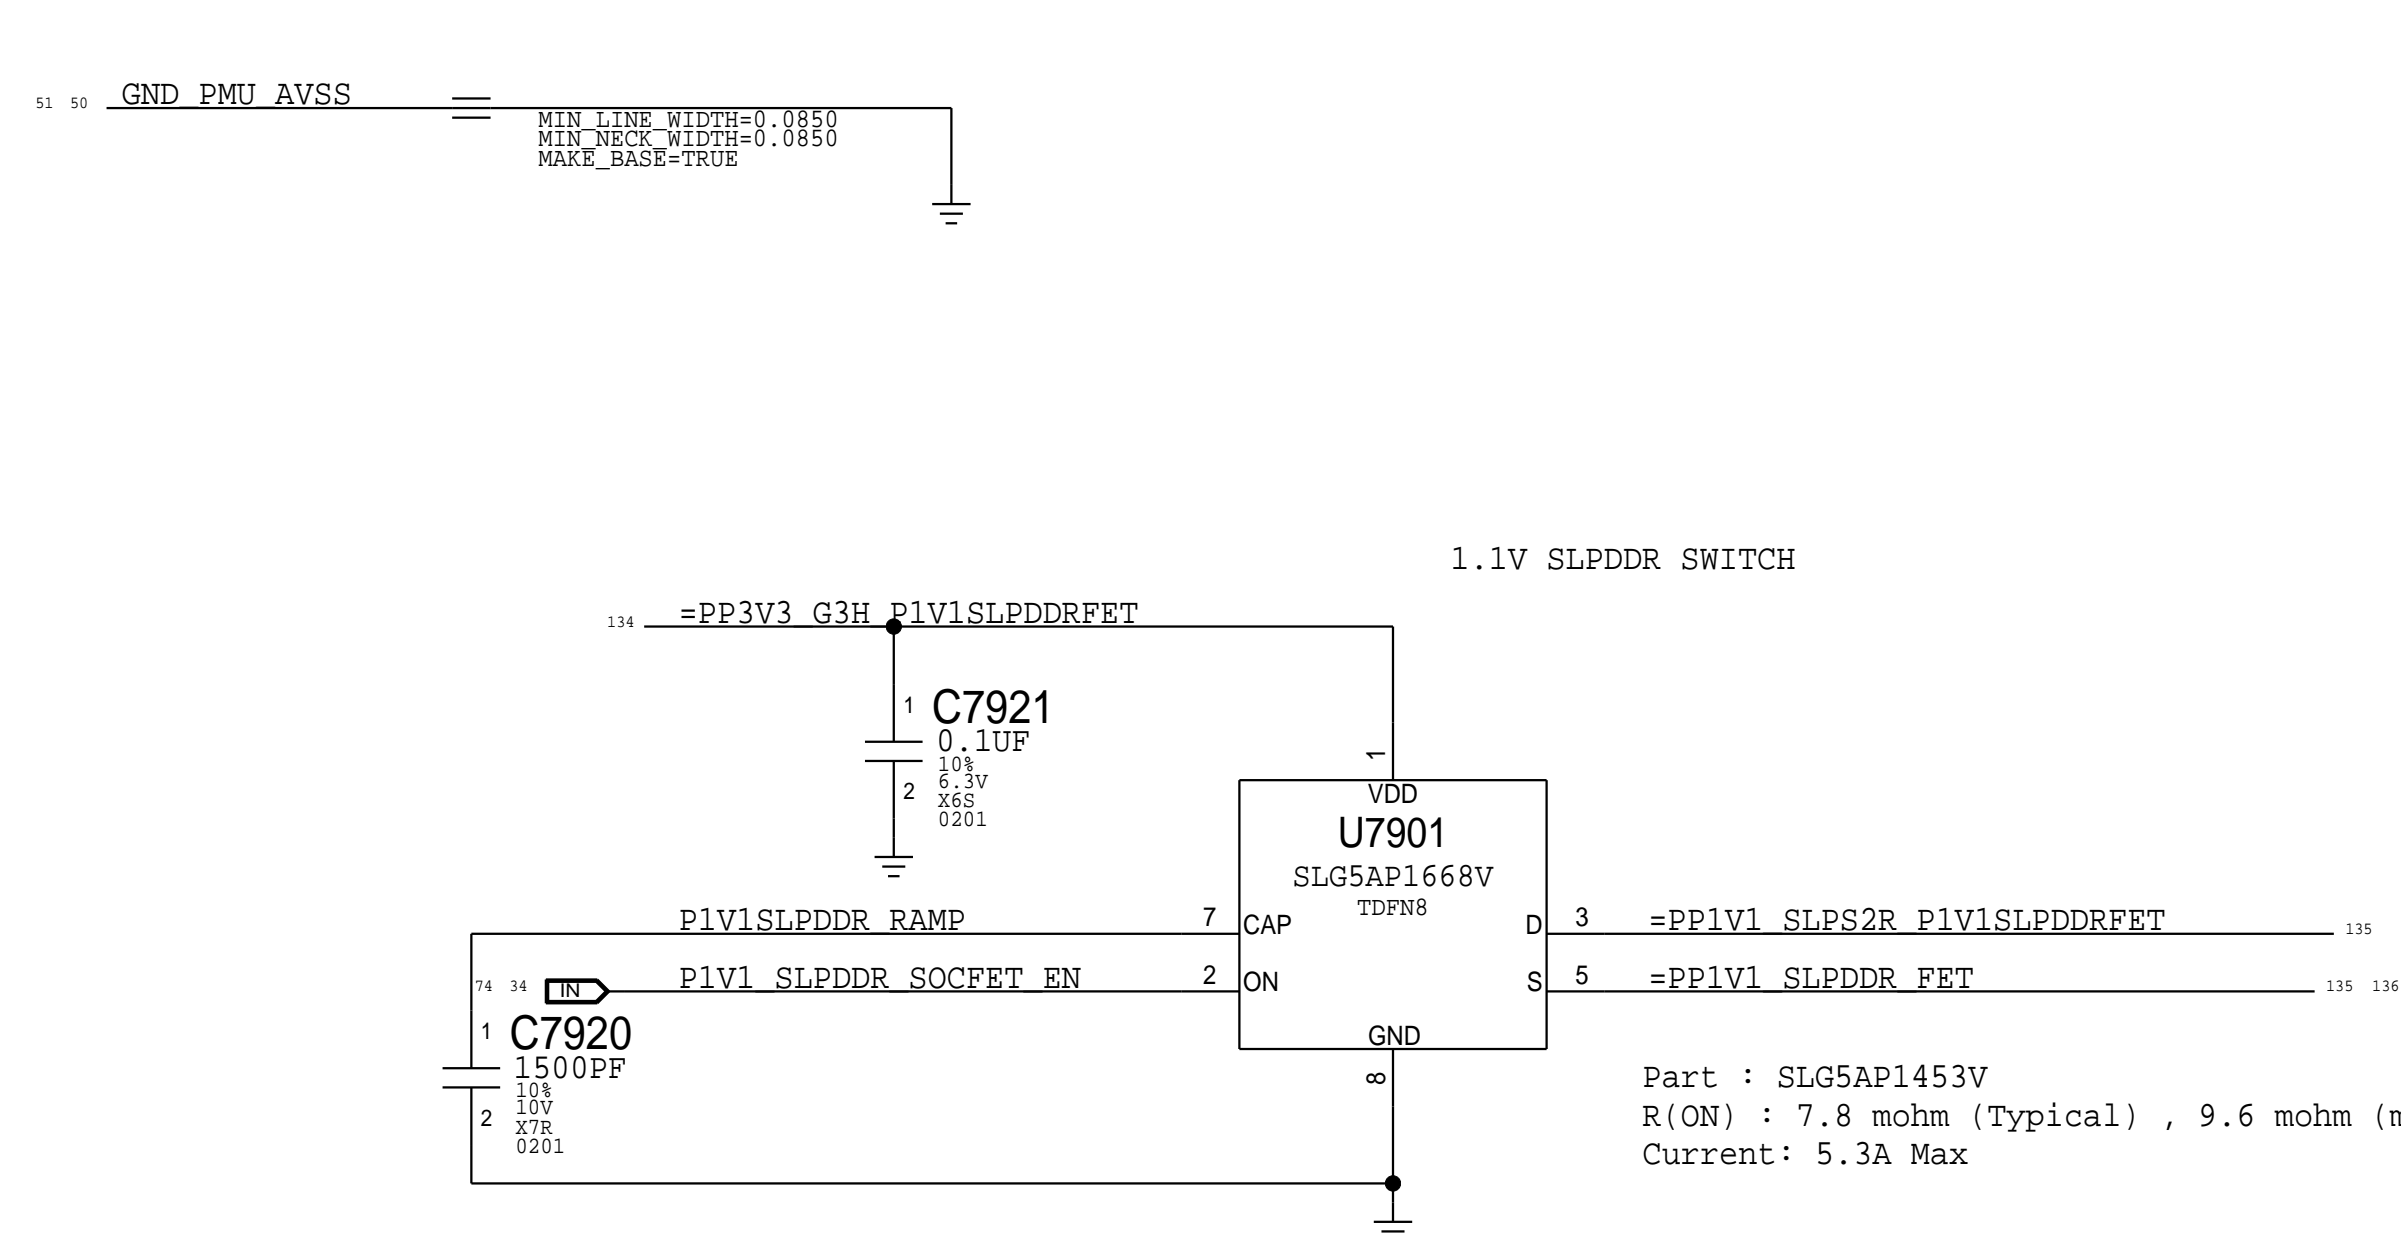 51 50 GND_PMU_AVSS
MIN_LINE_WIDTH=0.0850
MIN_NECK_WIDTH=0.0850
MAKE_BASE=TRUE
1.1V SLPDDR SWITCH
134 =PP3V3_G3H_P1V1SLPDDRFET
1 C7921
0.1UF
10%
6.3V
2 X6S
0201
1
VDD
U7901
SLG5AP1668V
TDFN8
P1V1SLPDDR_RAMP 7 CAP
D 3 =PP1V1_SLPS2R_P1V1SLPDDRFET 135
74 34 IN P1V1_SLPDDR_SOCFET_EN 2 ON
S 5 =PP1V1_SLPDDR_FET 135 136
GND
8
1 C7920
1500PF
10%
10V
2 X7R
0201
Part : SLG5AP1453V
R(ON) : 7.8 mohm (Typical) , 9.6 mohm (
Current: 5.3A Max